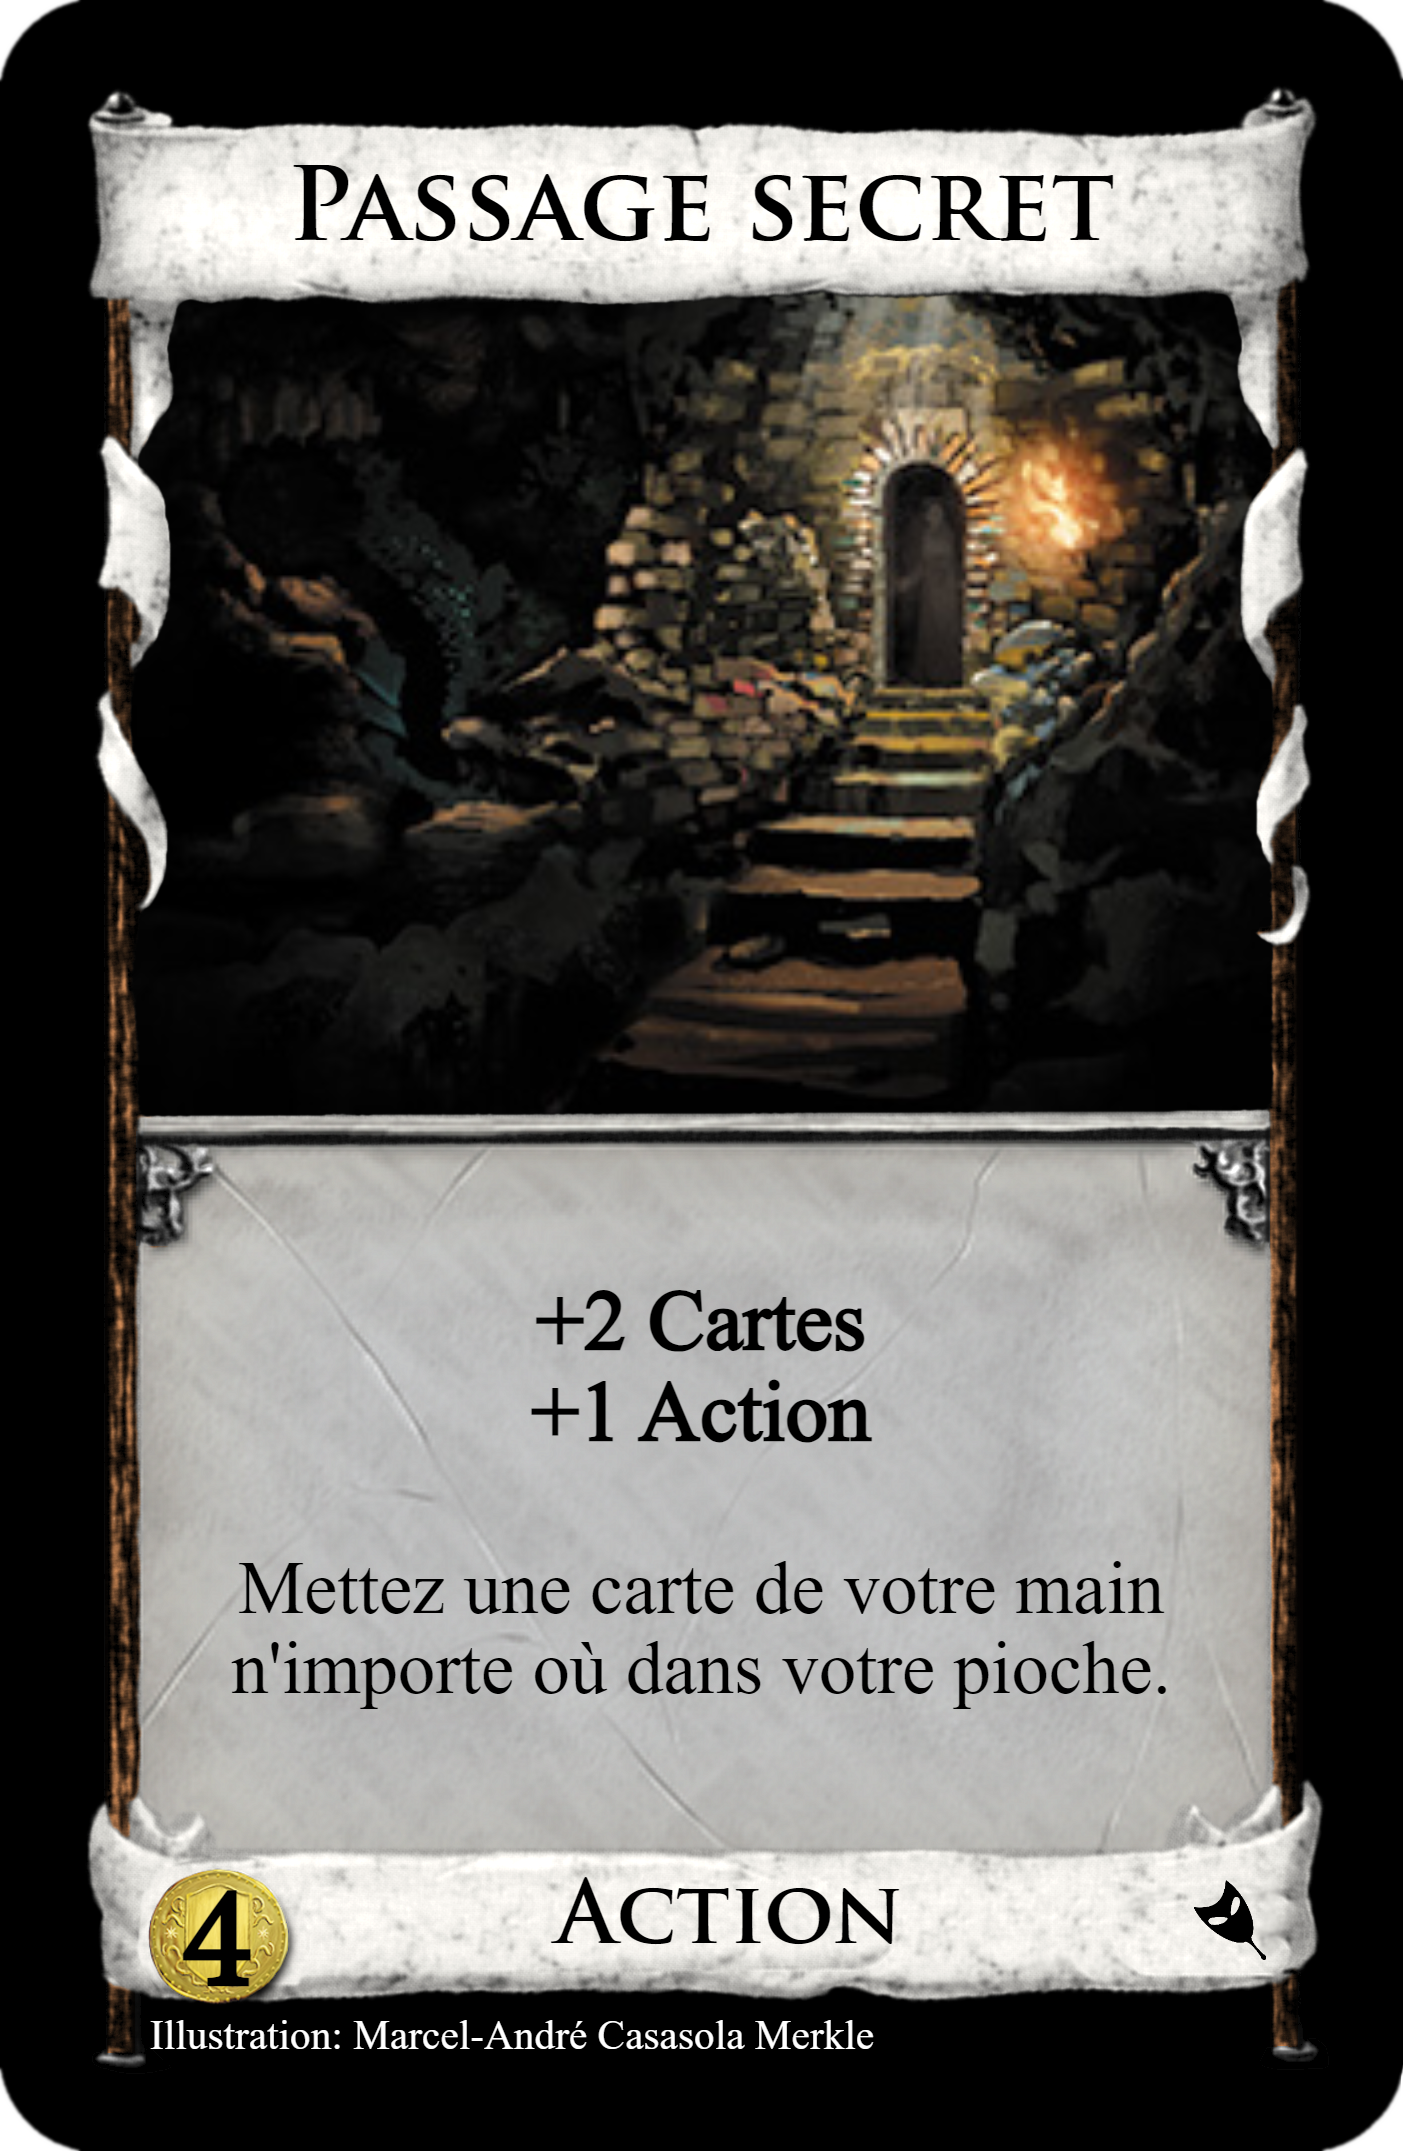 PASSAGE SECRET
+2 Cartes
+1 Action
Mettez une carte de votre main
n'importe où dans votre pioche.
4
ACTION
Illustration: Marcel-André Casasola Merkle